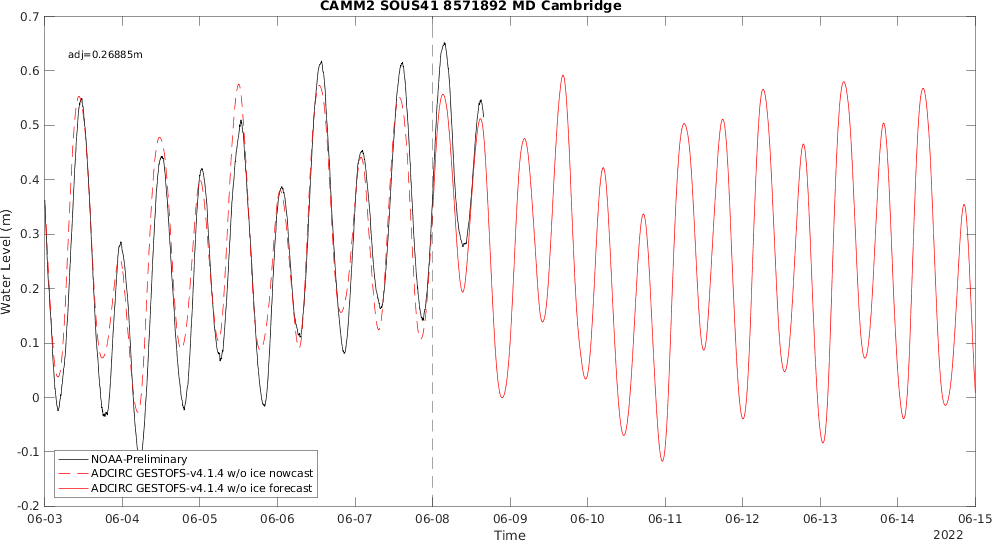 CAMM2 SOUS41 8571892 MD Cambridge
adj=0.26885m
Water Level (m)
0.7
0.6
0.5
0.4
0.3
0.2
0.1
0
-0.1
-0.2
NOAA-Preliminary
ADCIRC GESTOFS-v4.1.4 w/o ice nowcast
ADCIRC GESTOFS-v4.1.4 w/o ice forecast
06-03 06-04 06-05 06-06 06-07 06-08 06-09 06-10 06-11 06-12 06-13 06-14 06-15
Time
2022